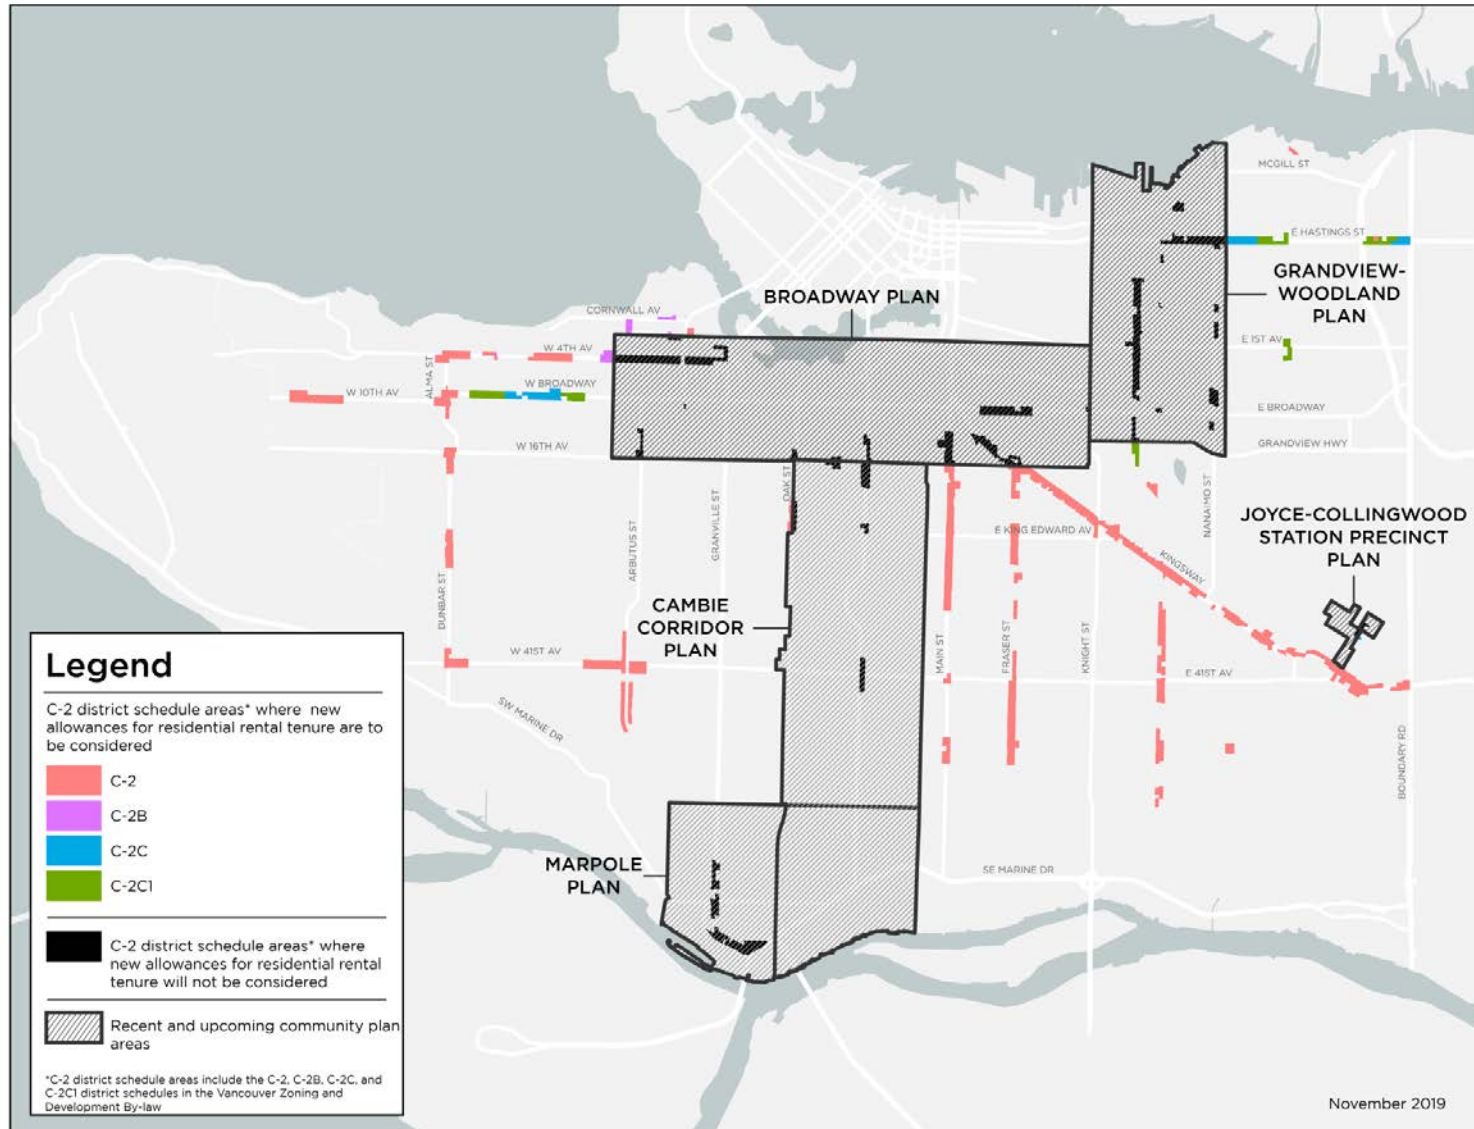 MCGILL ST
E HASTINGS ST
GRANDVIEW-
WOODLAND
PLAN
BROADWAY PLAN
CORNWALL AV
W 4TH AV
E 1ST AV
ALMA ST
W BROADWAY
W 10TH AV
E BROADWAY
W 16TH AV
GRANDVIEW HWY
OAK ST
GRANVILLE ST
ARBUTUS ST
NANAIMO ST
E KING EDWARD AV
KINGSWAY
JOYCE-COLLINGWOOD
STATION PRECINCT
PLAN
DUNBAR ST
CAMBIE
CORRIDOR
PLAN
MAIN ST
FRASER ST
KNIGHT ST
W 41ST AV
E 41ST AV
SW MARINE DR
BOUNDARY RD
MARPOLE
PLAN
SE MARINE DR
Legend
C-2 district schedule areas* where new
allowances for residential rental tenure are to
be considered
C-2
C-2B
C-2C
C-2C1
C-2 district schedule areas* where
new allowances for residential rental
tenure will not be considered
Recent and upcoming community plan
areas
*C-2 district schedule areas include the C-2, C-2B, C-2C, and
C-2C1 district schedules in the Vancouver Zoning and
Development By-law
November 2019